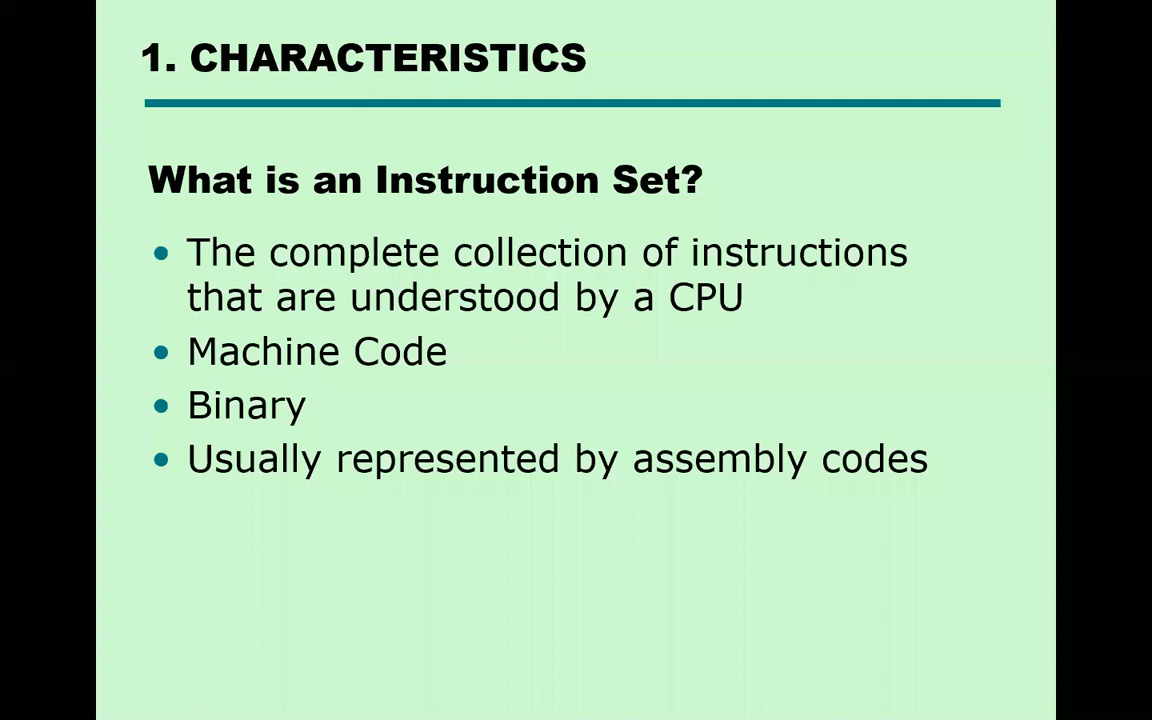 1. CHARACTERISTICS
What is an Instruction Set?
• The complete collection of instructions
that are understood by a CPU
• Machine Code
• Binary
• Usually represented by assembly codes